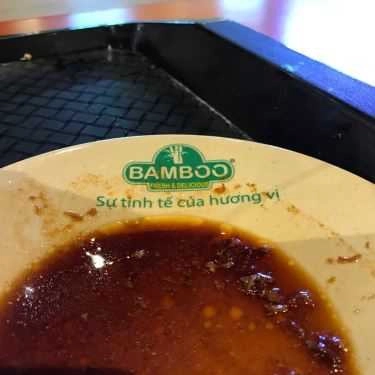 BAMBOO®
FRESH & DELICIOUS
Sự tinh tế của hương vị